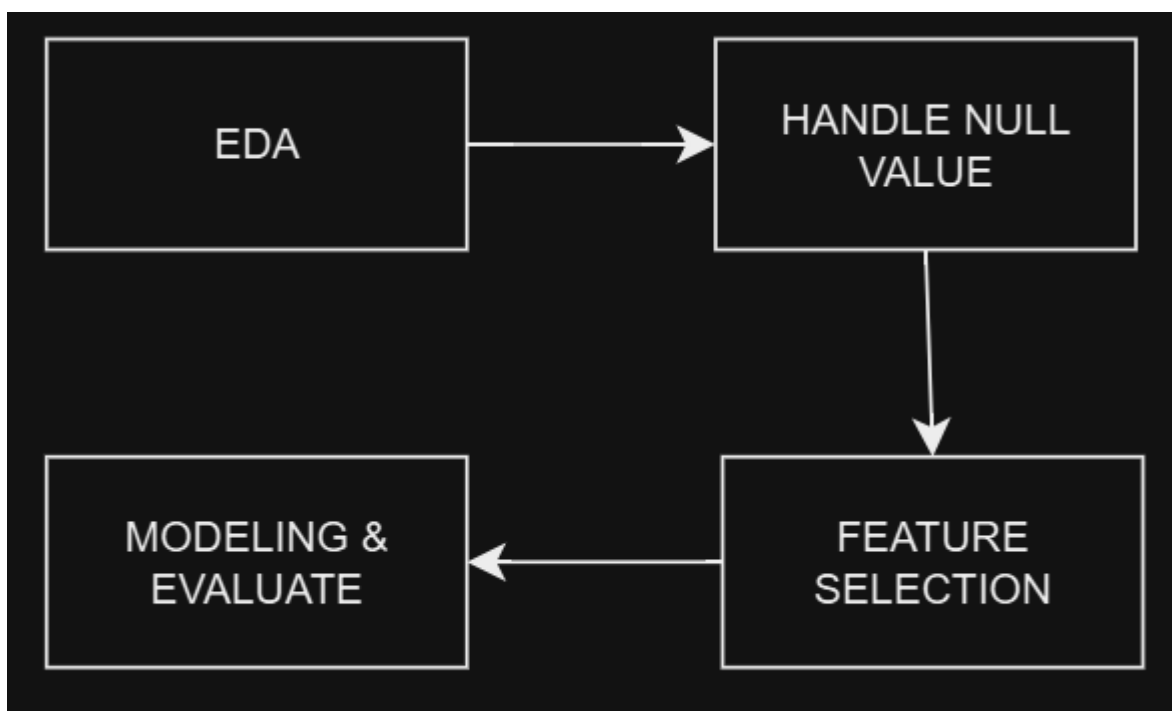 EDA
HANDLE NULL
VALUE
FEATURE
SELECTION
MODELING &
EVALUATE